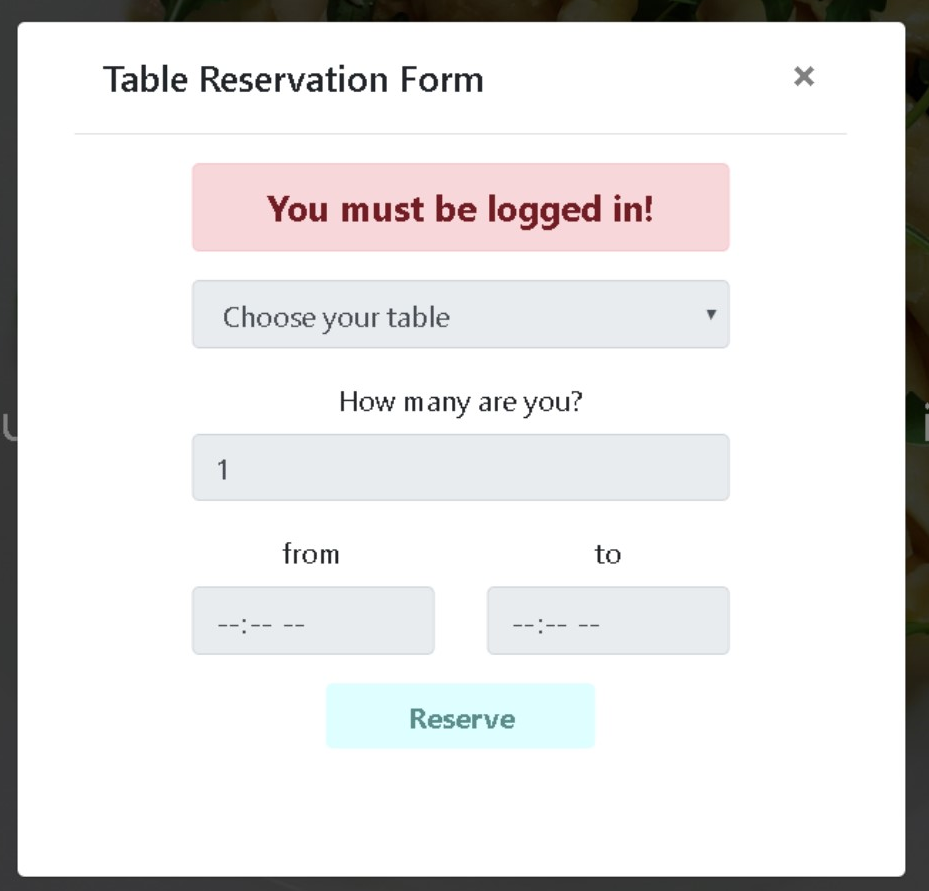 Table Reservation Form ×
You must be logged in!
Choose your table
How many are you?
1
from to
--:-- -- --:-- --
Reserve